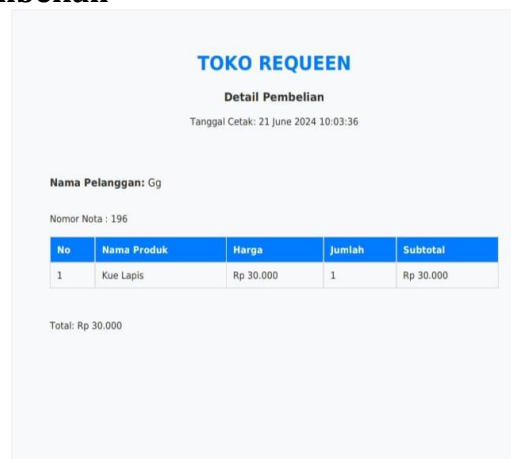 TOKO REQUEEN
Detail Pembelian
Tanggal Cetak: 21 June 2024 10:03:36
Nama Pelanggan: Gg
Nomor Nota : 196
No Nama Produk Harga Jumlah Subtotal
1 Kue Lapis Rp 30.000 1 Rp 30.000
Total: Rp 30.000